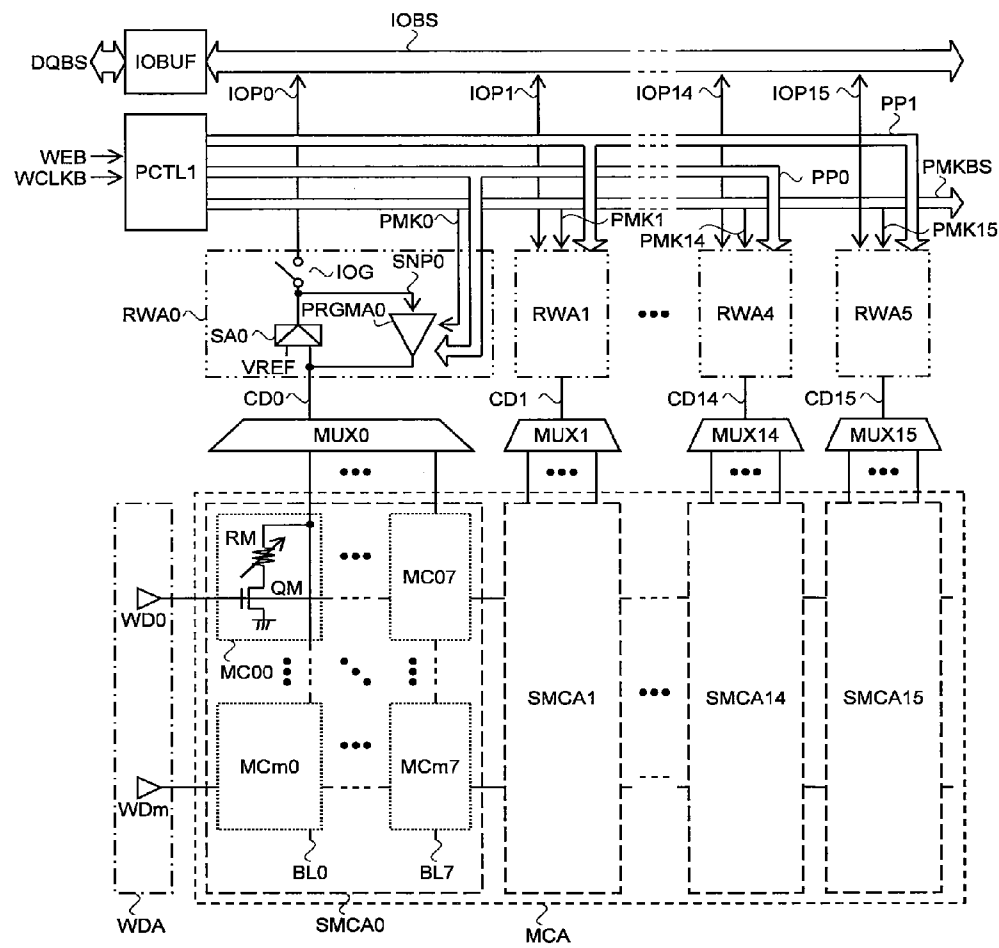 IOBS
DQBS
IOBUF
IOP0
IOP1
IOP14
IOP15
PP1
WEB
WCLKB
PCTL1
PP0
PMKBS
PMK0
PMK1
PMK14
PMK15
IOG
SNP0
RWA0
PRGMA0
SA0
VREF
RWA1
RWA4
RWA5
CD0
CD1
CD14
CD15
MUX0
MUX1
MUX14
MUX15
RM
QM
MC07
WD0
MC00
SMCA1
SMCA14
SMCA15
MCm0
MCm7
WDm
BL0
BL7
WDA
SMCA0
MCA